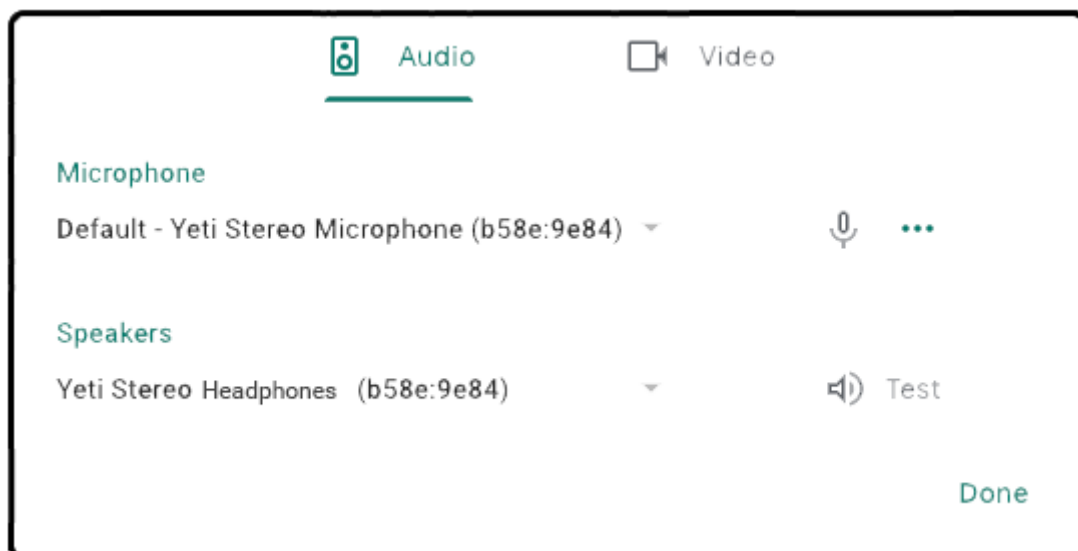 Audio Video
Microphone
Default - Yeti Stereo Microphone (b58e:9e84)
Speakers
Yeti Stereo Headphones (b58e:9e84) Test
Done